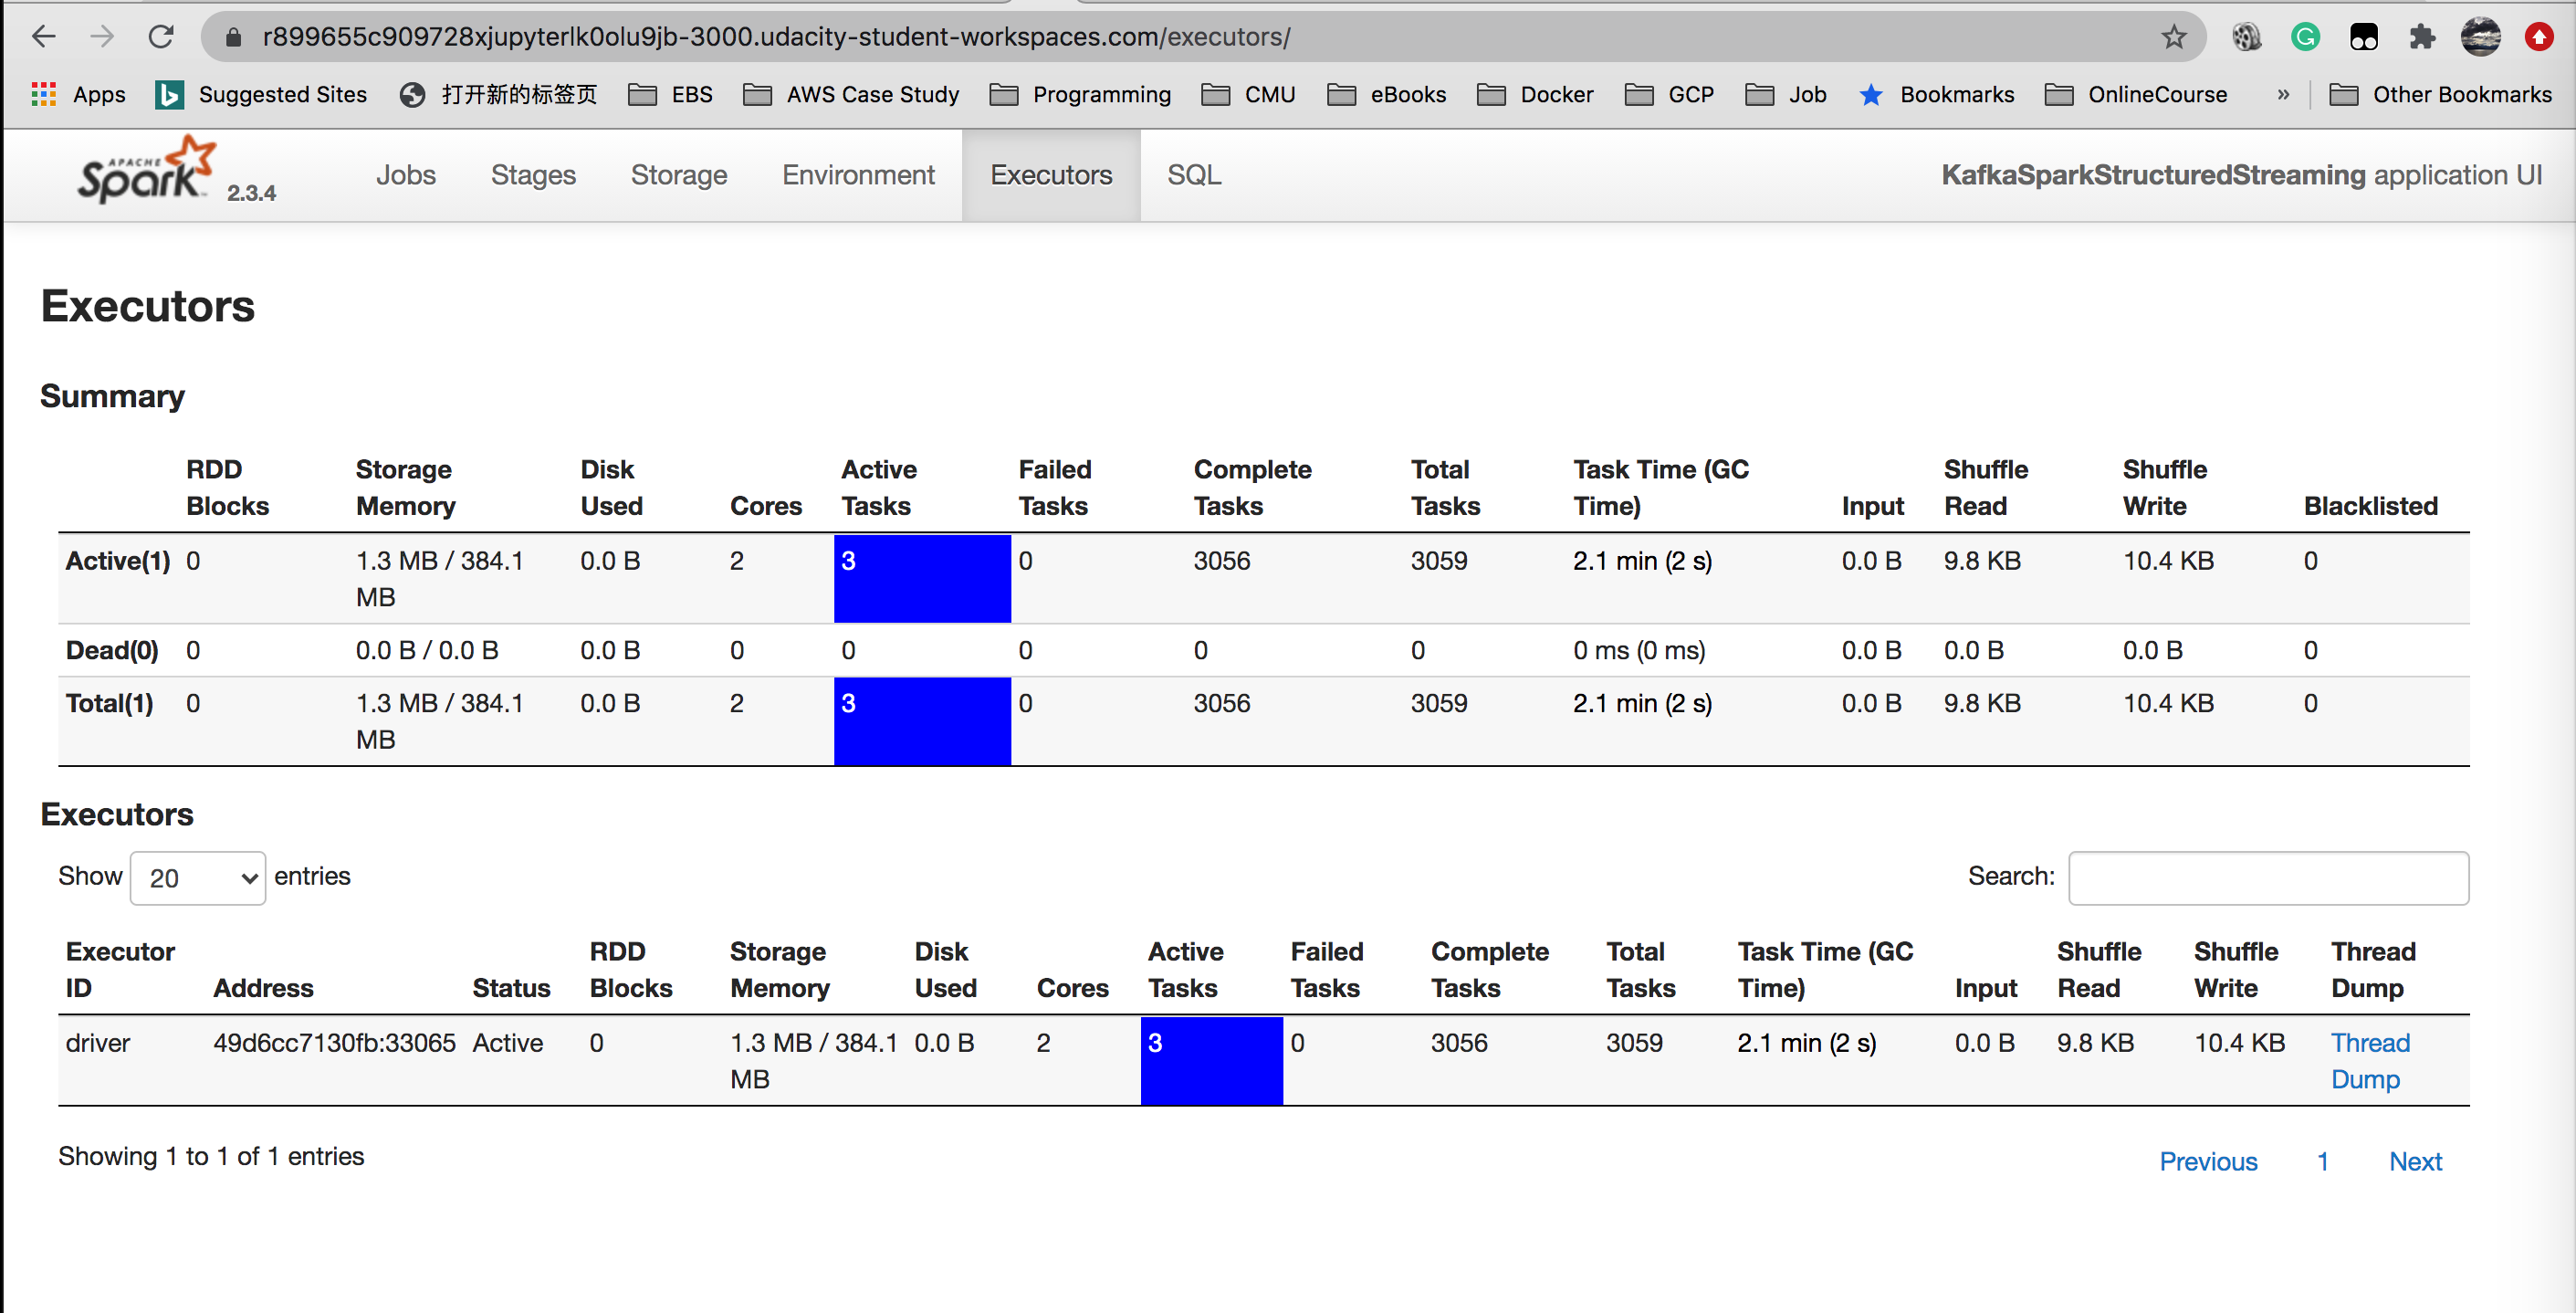 r899655c909728xjupyterlk0olu9jb-3000.udacity-student-workspaces.com/executors/
Apps Suggested Sites 打开新的标签页 EBS AWS Case Study Programming CMU eBooks Docker GCP Job Bookmarks OnlineCourse » Other Bookmarks
APACHE Spark 2.3.4 Jobs Stages Storage Environment Executors SQL KafkaSparkStructuredStreaming application UI
Executors
Summary
RDD Blocks Storage Memory Disk Used Cores Active Tasks Failed Tasks Complete Tasks Total Tasks Task Time (GC Time) Input Shuffle Read Shuffle Write Blacklisted
Active(1) 0 1.3 MB / 384.1 MB 0.0 B 2 3 0 3056 3059 2.1 min (2 s) 0.0 B 9.8 KB 10.4 KB 0
Dead(0) 0 0.0 B / 0.0 B 0.0 B 0 0 0 0 0 0 ms (0 ms) 0.0 B 0.0 B 0.0 B 0
Total(1) 0 1.3 MB / 384.1 MB 0.0 B 2 3 0 3056 3059 2.1 min (2 s) 0.0 B 9.8 KB 10.4 KB 0
Executors
Show 20 entries Search:
Executor ID Address Status RDD Blocks Storage Memory Disk Used Cores Active Tasks Failed Tasks Complete Tasks Total Tasks Task Time (GC Time) Input Shuffle Read Shuffle Write Thread Dump
driver 49d6cc7130fb:33065 Active 0 1.3 MB / 384.1 MB 0.0 B 2 3 0 3056 3059 2.1 min (2 s) 0.0 B 9.8 KB 10.4 KB Thread Dump
Showing 1 to 1 of 1 entries Previous 1 Next